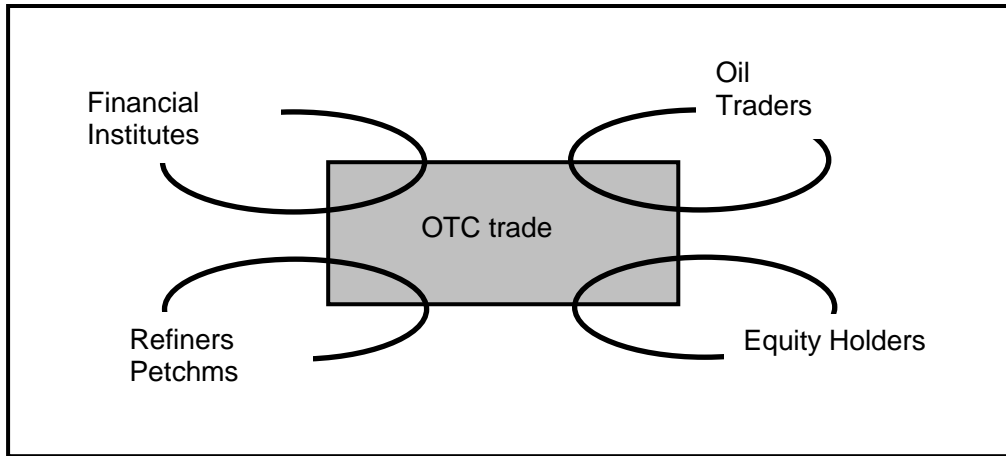 Financial
Institutes
Oil
Traders
OTC trade
Refiners
Petchms
Equity Holders